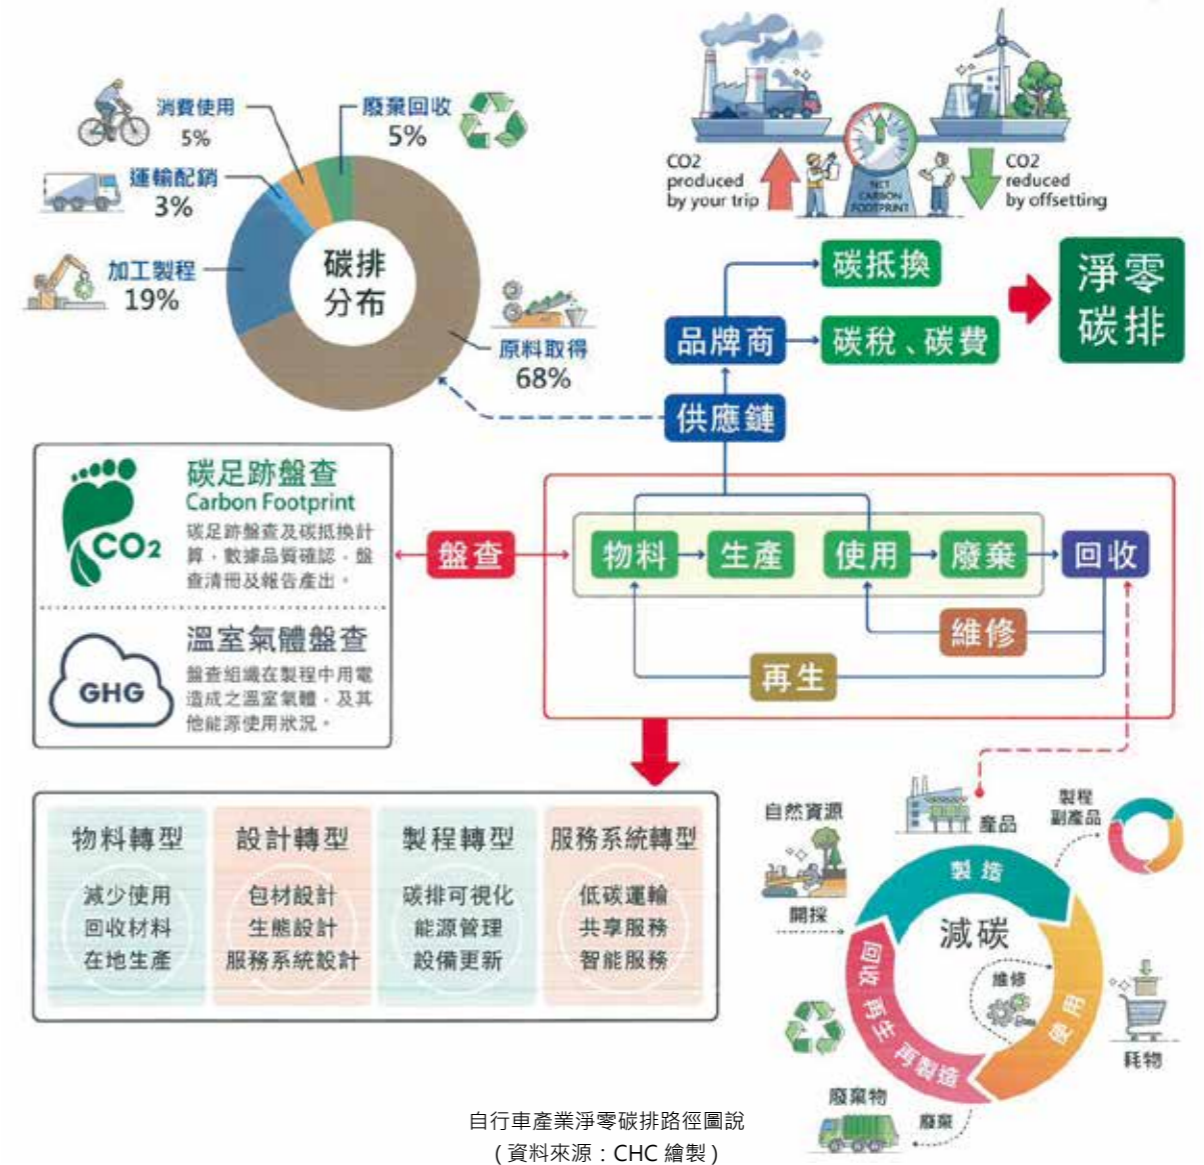 消費使用
5%
廢棄回收
5%
運輸配銷
3%
加工製程
19%
碳排
分布
原料取得
68%
CO2
produced
by your trip
NET
CARBON
FOOTPRINT
CO2
reduced
by offsetting
碳抵換
品牌商
碳稅、碳費
淨零
碳排
供應鏈
碳足跡盤查
Carbon Footprint
碳足跡盤查及碳抵換計
算,數據品質確認,盤
查清冊及報告產出。
CO2
溫室氣體盤查
盤查組織在製程中用電
造成之溫室氣體,及其
他能源使用狀況。
GHG
盤查
物料
生產
使用
廢棄
回收
維修
再生
物料轉型
減少使用
回收材料
在地生產
設計轉型
包材設計
生態設計
服務系統設計
製程轉型
碳排可視化
能源管理
設備更新
服務系統轉型
低碳運輸
共享服務
智能服務
自然資源
開採
產品
製程
副產品
製造
減碳
維修
使用
耗物
回收 再生 再製造
廢棄物
廢棄
自行車產業淨零碳排路徑圖說
(資料來源:CHC 繪製)